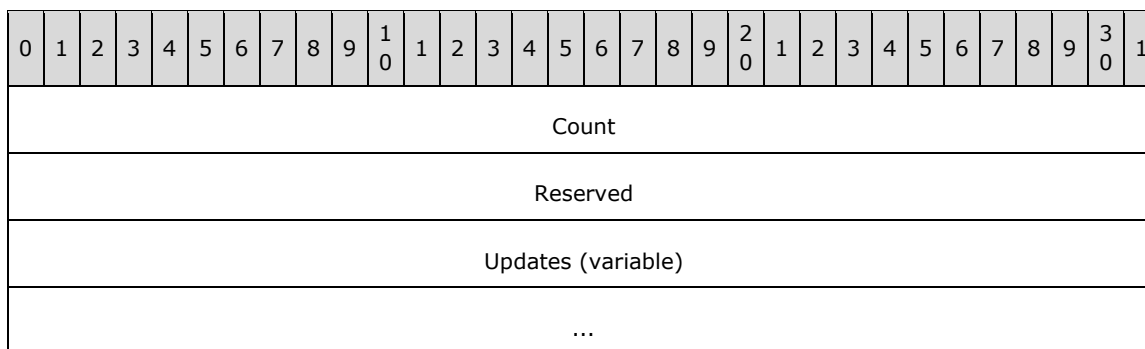 0 1 2 3 4 5 6 7 8 9 1 0 1 2 3 4 5 6 7 8 9 2 0 1 2 3 4 5 6 7 8 9 3 0 1
Count
Reserved
Updates (variable)
...